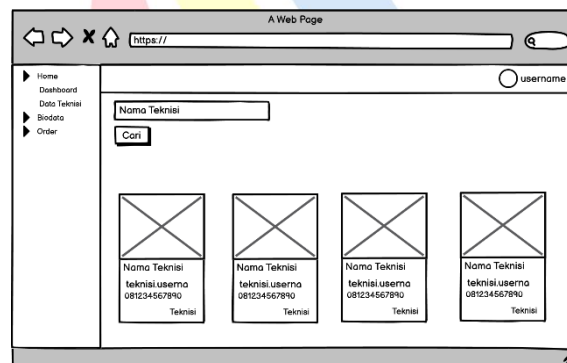 A Web Page
https://
Home
Dashboard
Data Teknisi
Biodata
Order
username
Nama Teknisi
Cari
Nama Teknisi
teknisi.userna
081234567890
Teknisi
Nama Teknisi
teknisi.userna
081234567890
Teknisi
Nama Teknisi
teknisi.userna
081234567890
Teknisi
Nama Teknisi
teknisi.userna
081234567890
Teknisi